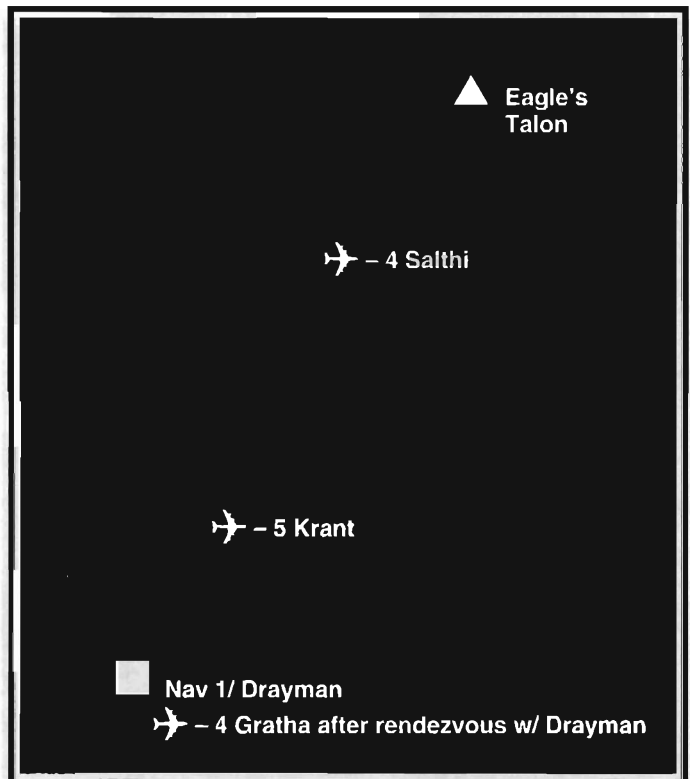 Eagle's
Talon
– 4 Salthi
– 5 Krant
Nav 1/ Drayman
– 4 Gratha after rendezvous w/ Drayman